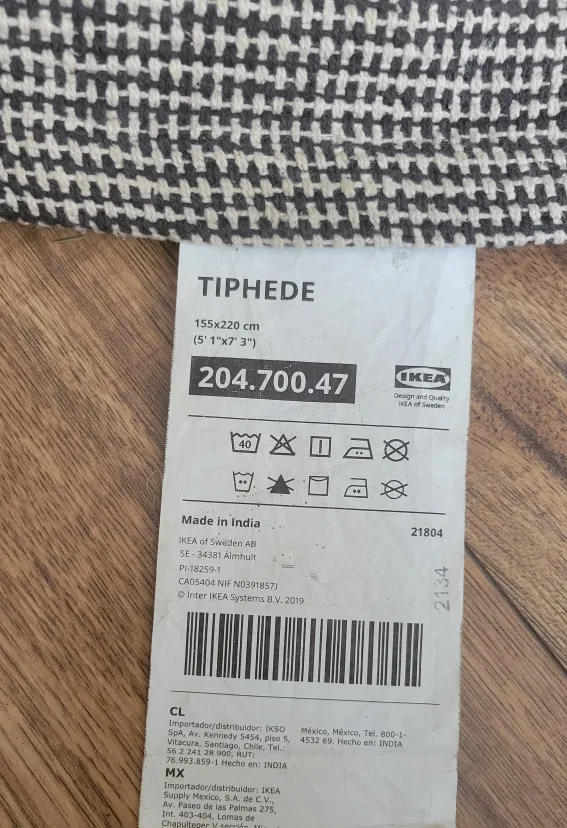 TIPHEDE
155x220 cm
(5' 1"x7' 3")
204.700.47
IKEA
Design and Quality
IKEA of Sweden
40
Made in India
21804
IKEA of Sweden AB
SE - 34381 Älmhult
PI-18259-1
CA05404 NIF N0391857J
© Inter IKEA Systems B.V. 2019
2134
CL
Importador/distribuidor: IKSO
SpA, Av. Kennedy 5454, piso 5,
Vitacura, Santiago, Chile, Tel.:
56 2 241 28 900, RUT:
76.993.859-1 Hecho en: INDIA
MX
Importador/distribuidor: IKEA
Supply Mexico, S.A. de C.V.,
Av. Paseo de las Palmas 275,
Int. 403-404, Lomas de
Chapultepec V sección,
México, México, Tel. 800-1-
4532 69. Hecho en: INDIA